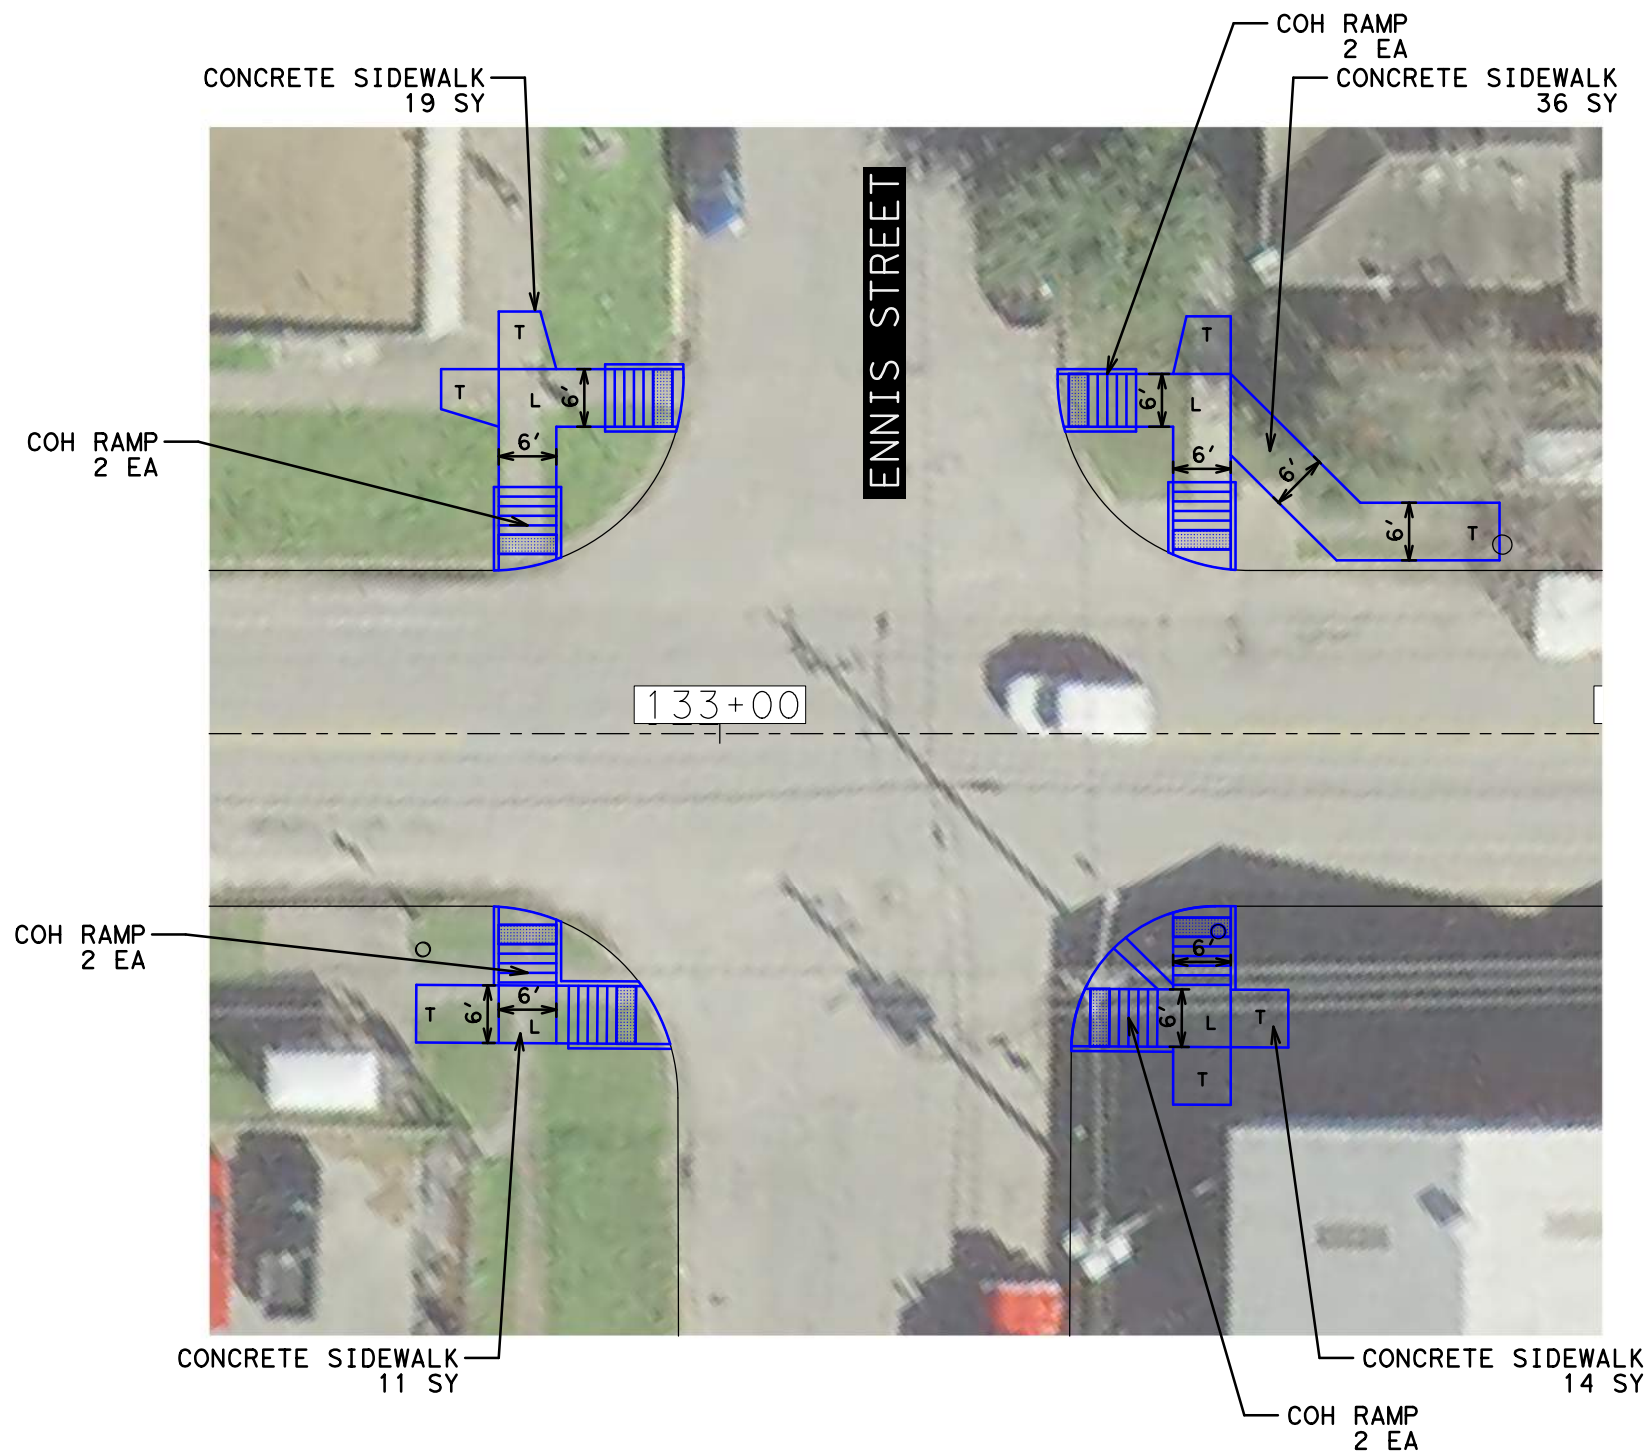 COH RAMP
2 EA
CONCRETE SIDEWALK
19 SY
CONCRETE SIDEWALK
36 SY
ENNIS STREET
T
T
L
6'
6'
T
L
6'
6'
6'
6'
T
COH RAMP
2 EA
133+00
COH RAMP
2 EA
T
6'
6'
L
6'
6'
L
T
T
CONCRETE SIDEWALK
11 SY
CONCRETE SIDEWALK
14 SY
COH RAMP
2 EA